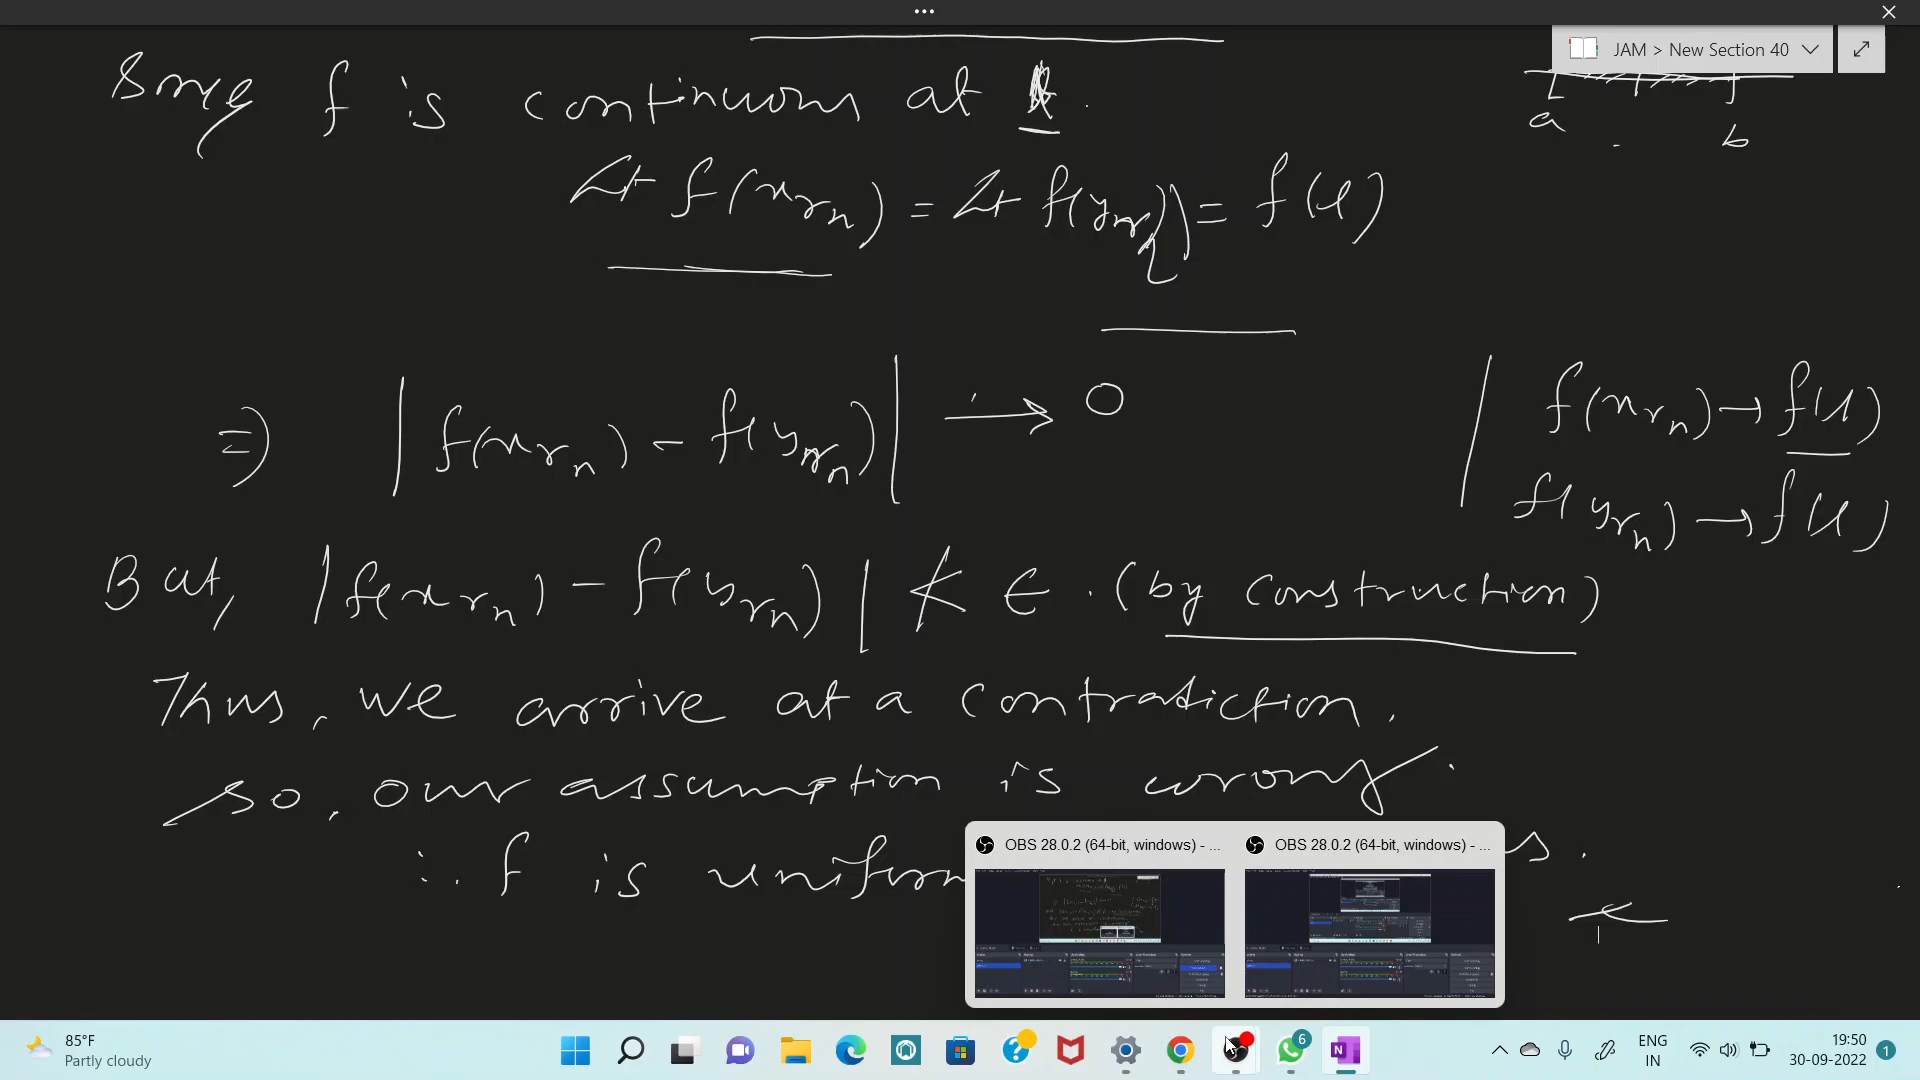 JAM > New Section 40
Since f is continuous at l.
a b
Lt f(x_{r_n}) = Lt f(y_{r_n}) = f(l)
=> | f(x_{r_n}) - f(y_{r_n}) | → 0
f(x_{r_n}) → f(l)
f(y_{r_n}) → f(l)
But, |f(x_{r_n}) - f(y_{r_n})| ≮ ∈. (by construction)
Thus, we arrive at a contradiction.
So, our assumption is wrong.
∴ f is uniform s.
OBS 28.0.2 (64-bit, windows) - ...
OBS 28.0.2 (64-bit, windows) - ...
85°F
Partly cloudy
6
ENG
IN
19:50
30-09-2022
1